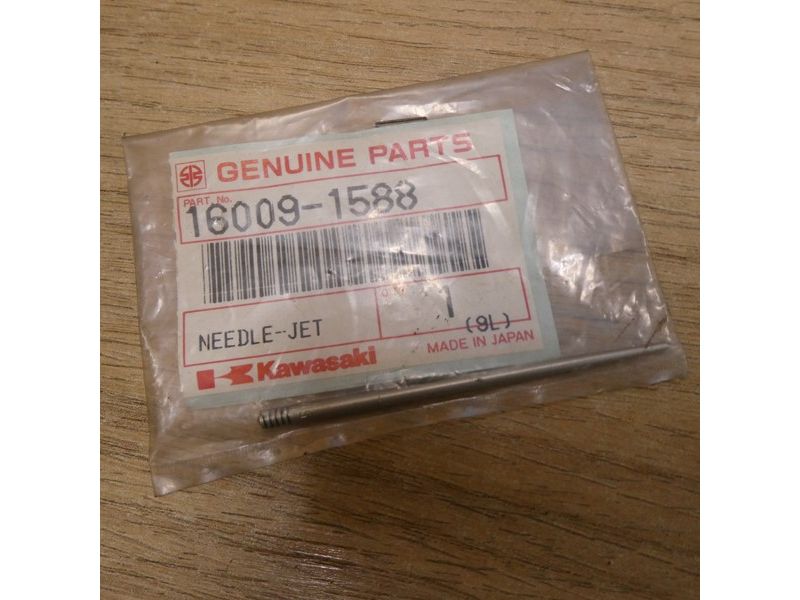 GENUINE PARTS
PART No.
16009-1588
NEEDLE-JET
1
(9L)
Kawasaki
MADE IN JAPAN